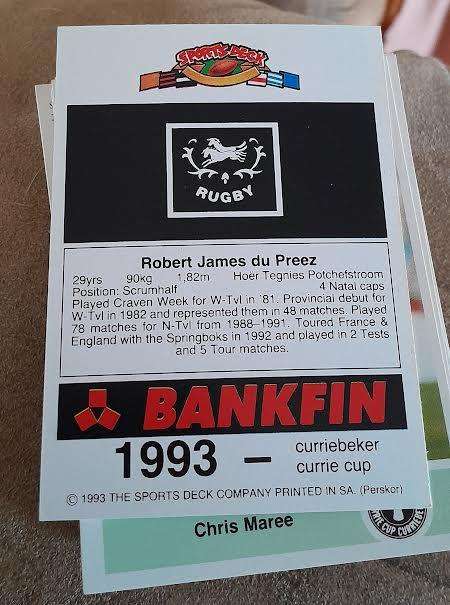 SPORTS DECK
RUGBY
Robert James du Preez
29yrs 90kg 1,82m Hoër Tegnies Potchefstroom
Position: Scrumhalf 4 Natal caps
Played Craven Week for W-Tvl in '81. Provincial debut for
W-Tvl in 1982 and represented them in 48 matches. Played
78 matches for N-Tvl from 1988–1991. Toured France &
England with the Springboks in 1992 and played in 2 Tests
and 5 Tour matches.
BANKFIN
1993 – curriebeker
currie cup
© 1993 THE SPORTS DECK COMPANY PRINTED IN SA. (Perskor)
Chris Maree
CUP